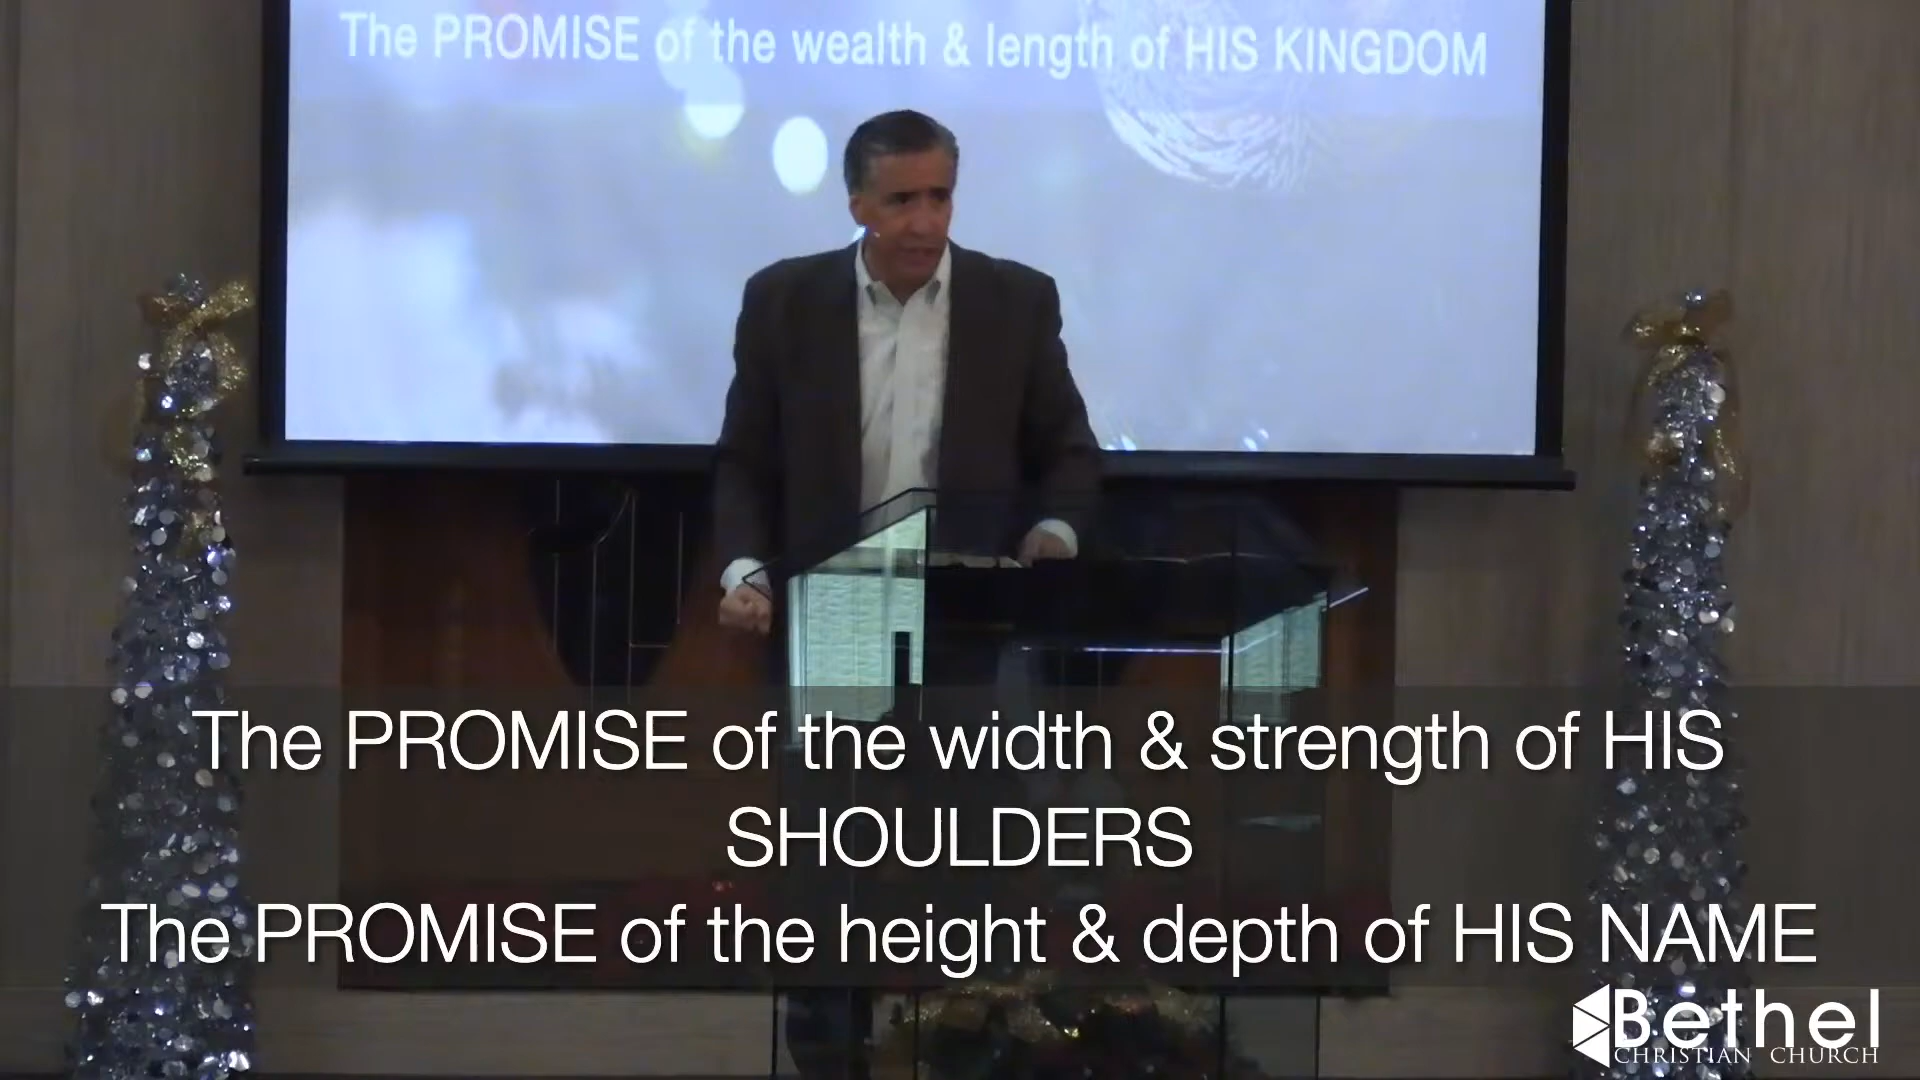 The PROMISE of the wealth & length of HIS KINGDOM
The PROMISE of the width & strength of HIS
SHOULDERS
The PROMISE of the height & depth of HIS NAME
Bethel
CHRISTIAN CHURCH